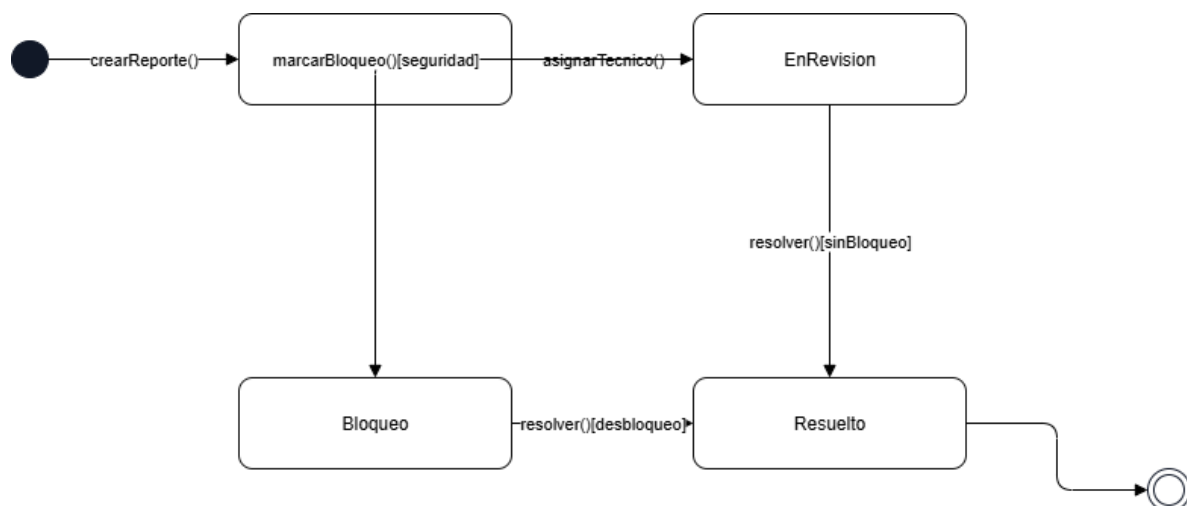 crearReporte()
marcarBloqueo()[seguridad]
asignarTecnico()
EnRevision
resolver()[sinBloqueo]
Bloqueo
resolver()[desbloqueo]
Resuelto